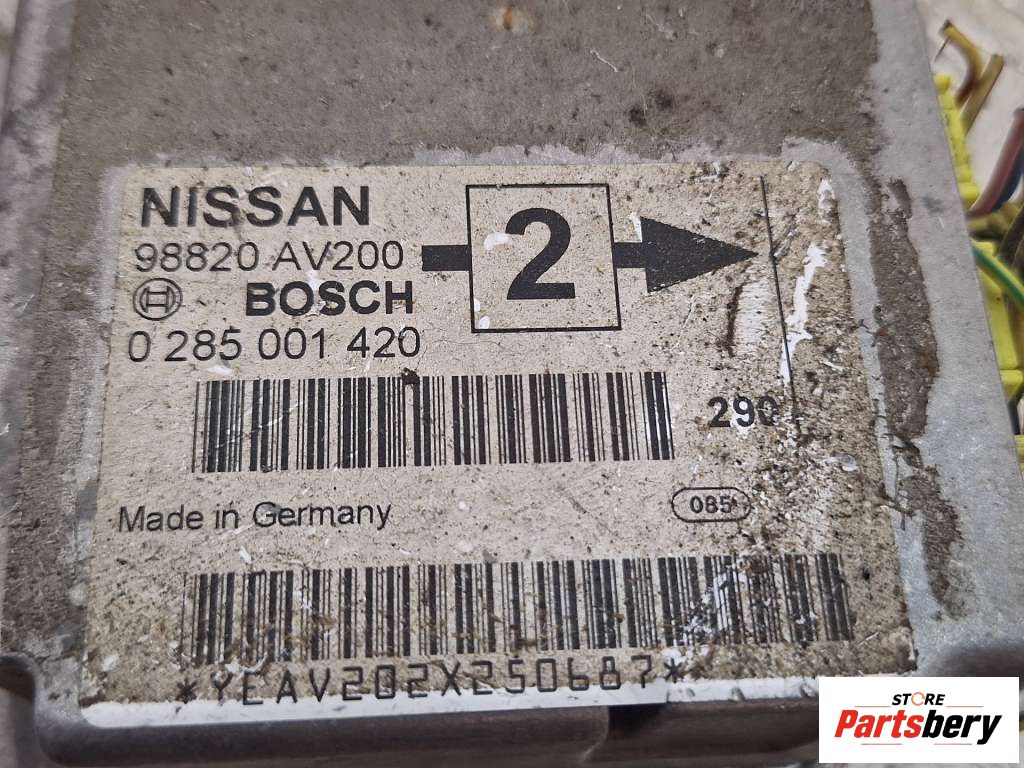 NISSAN
98820 AV200
2
BOSCH
0 285 001 420
290
Made in Germany
085
*YEAV202X250687*
STORE
Partsbery